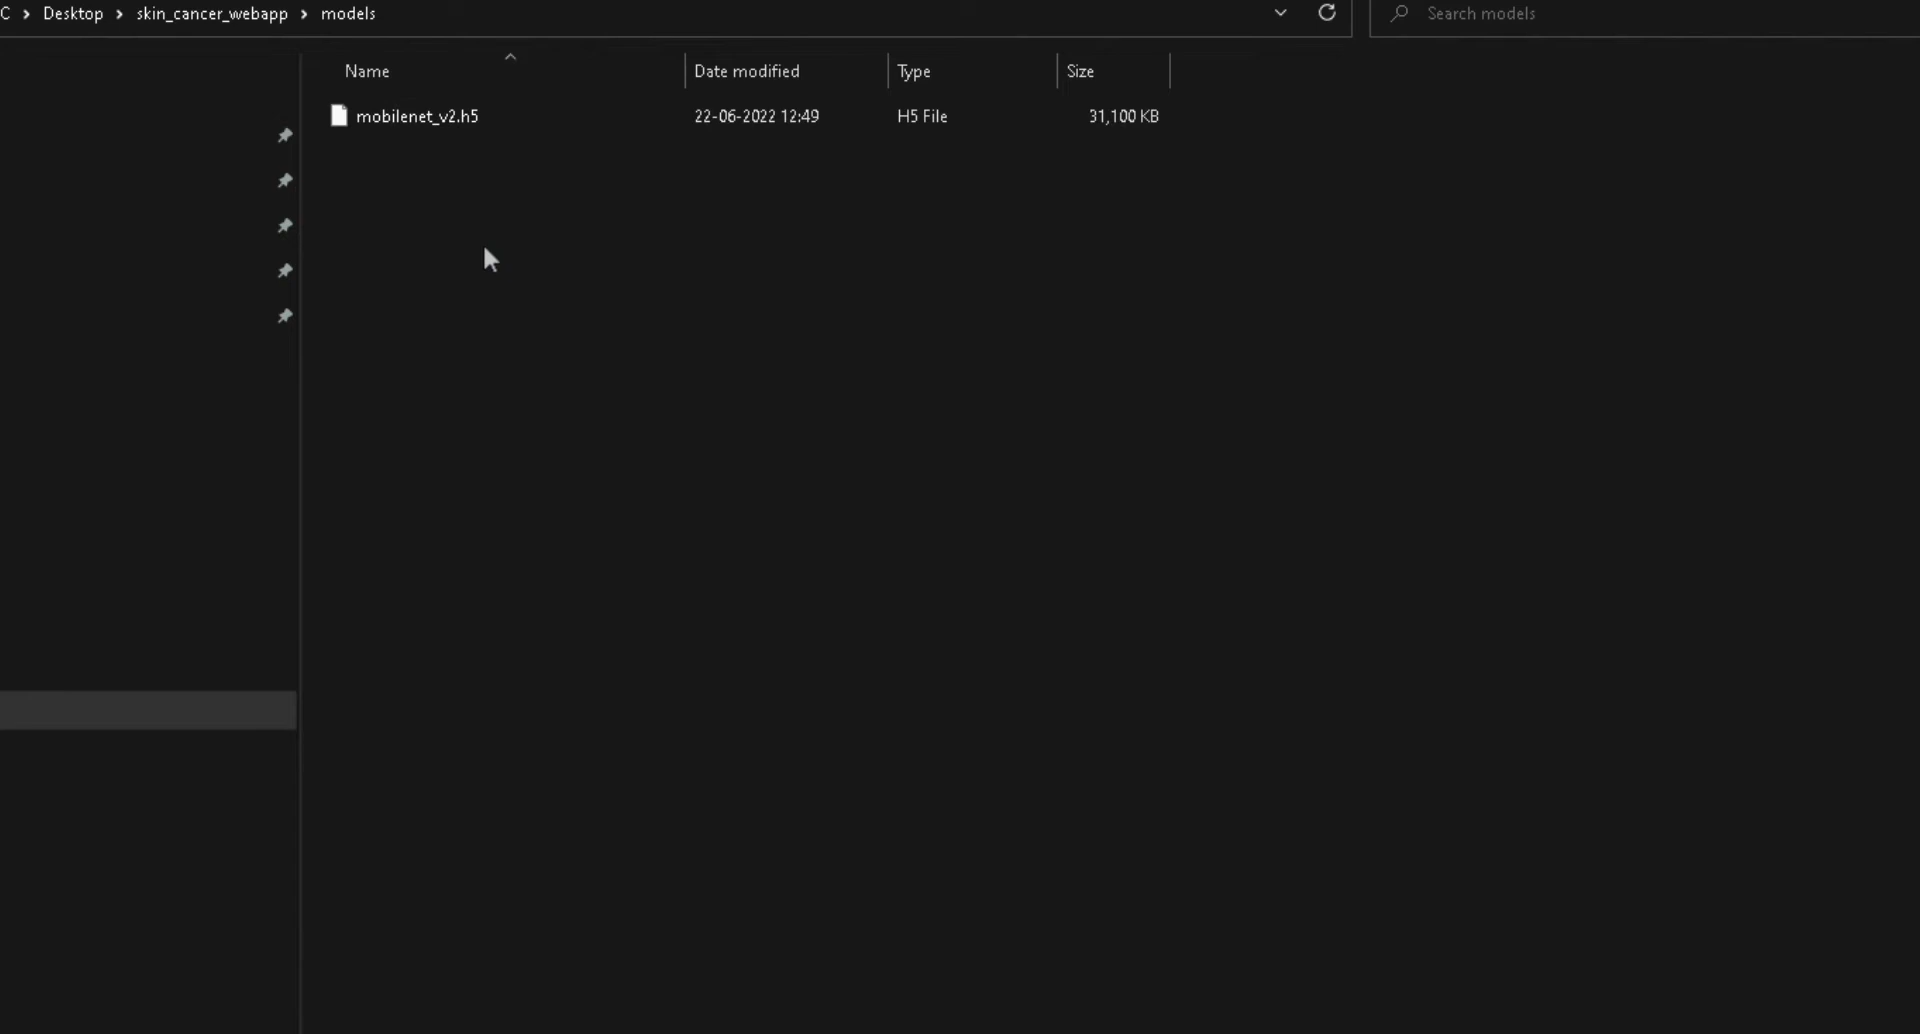 C > Desktop > skin_cancer_webapp > models
Search models
Name Date modified Type Size
mobilenet_v2.h5 22-06-2022 12:49 H5 File 31,100 KB